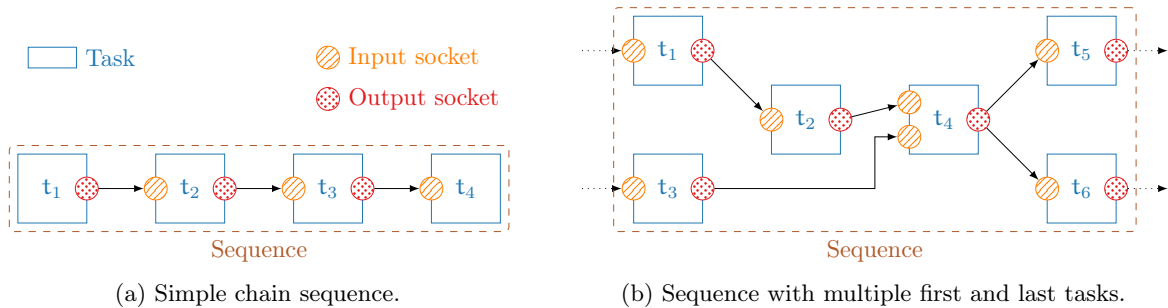 Task
Input socket
Output socket
t1
t2
t3
t4
Sequence
(a) Simple chain sequence.
t1
t5
t2
t4
t3
t6
Sequence
(b) Sequence with multiple first and last tasks.